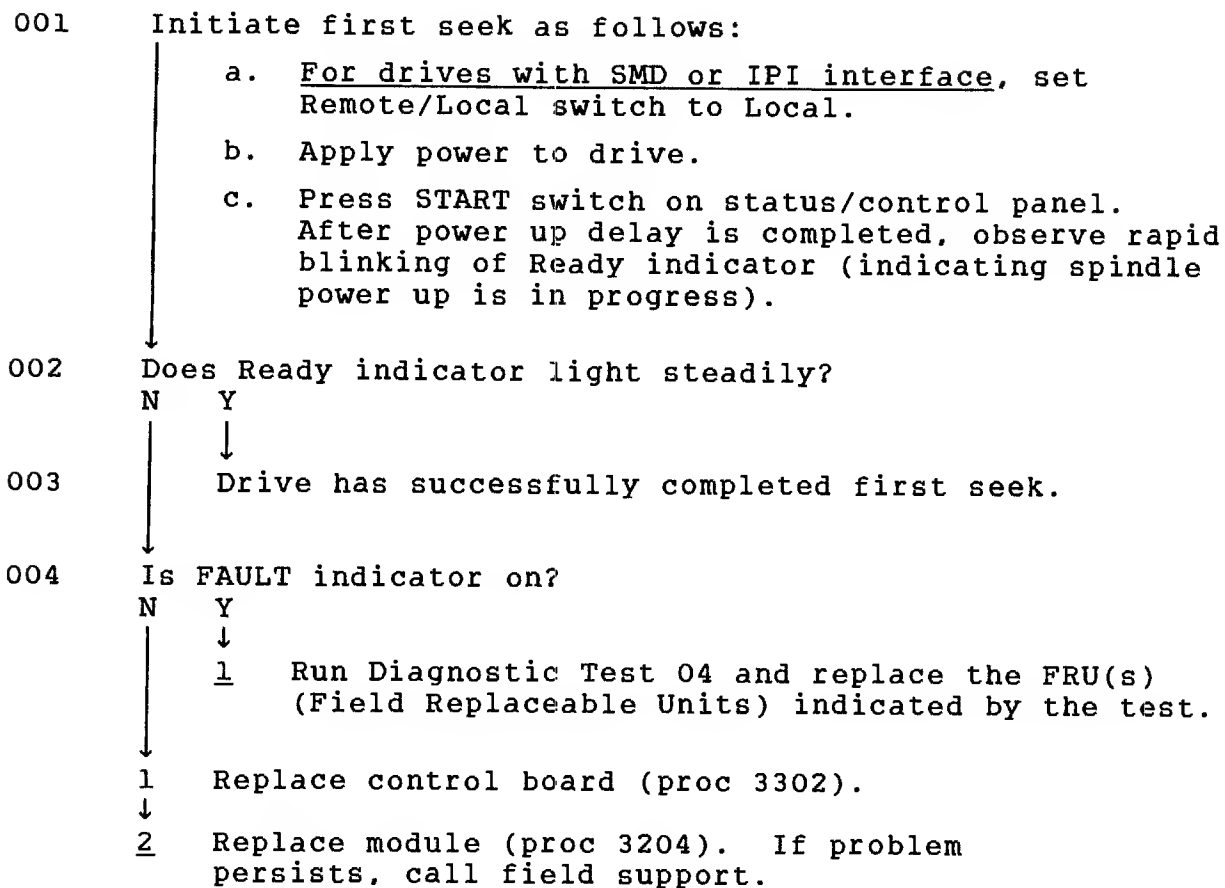 001 Initiate first seek as follows:
a. For drives with SMD or IPI interface, set
Remote/Local switch to Local.
b. Apply power to drive.
c. Press START switch on status/control panel.
After power up delay is completed, observe rapid
blinking of Ready indicator (indicating spindle
power up is in progress).
002 Does Ready indicator light steadily?
N Y
003 Drive has successfully completed first seek.
004 Is FAULT indicator on?
N Y
1 Run Diagnostic Test 04 and replace the FRU(s)
(Field Replaceable Units) indicated by the test.
1 Replace control board (proc 3302).
2 Replace module (proc 3204). If problem
persists, call field support.